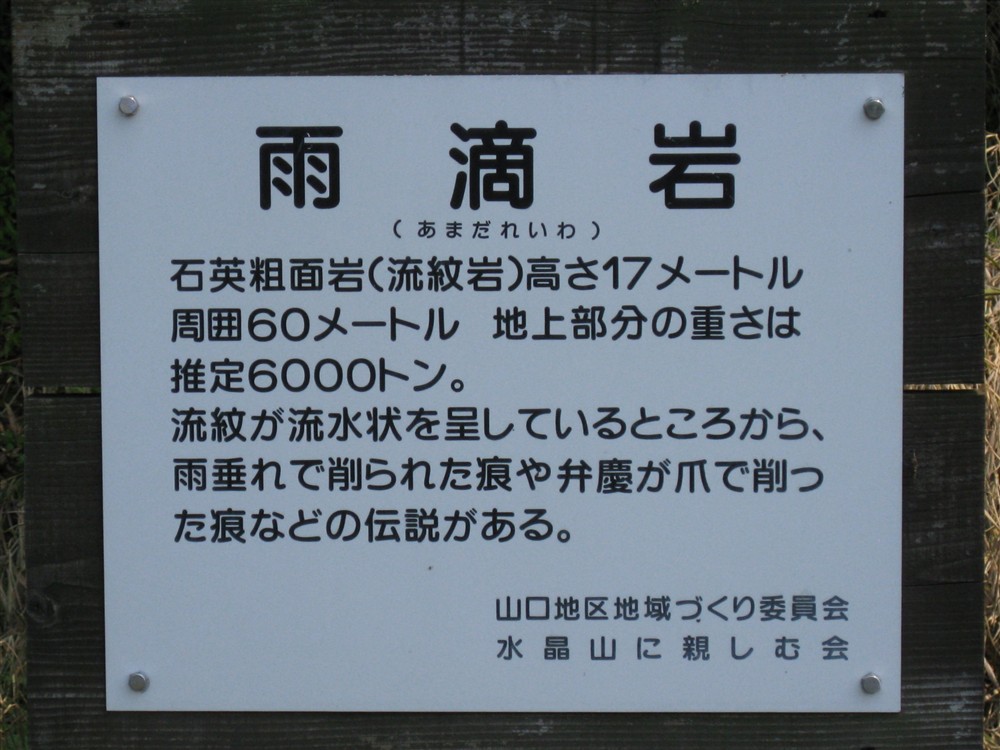 雨滴岩
（あまだれいわ）
石英粗面岩(流紋岩)高さ17メートル
周囲60メートル　地上部分の重さは
推定6000トン。
流紋が流水状を呈しているところから、
雨垂れで削られた痕や弁慶が爪で削っ
た痕などの伝説がある。
山口地区地域づくり委員会
水晶山に親しむ会